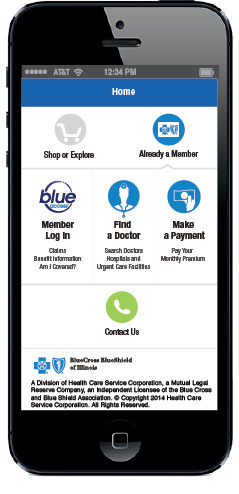 AT&T 12:34 PM
Home
Shop or Explore
Already a Member
blue
ACCESS
Member
Log In
Claims
Benefit Information
Am I Covered?
Find
a Doctor
Search Doctors
Hospitals and
Urgent Care Facilities
Make
a Payment
Pay Your
Monthly Premium
Contact Us
BlueCross BlueShield
of Illinois
A Division of Health Care Service Corporation, a Mutual Legal
Reserve Company, an Independent Licensee of the Blue Cross
and Blue Shield Association. © Copyright 2014 Health Care
Service Corporation. All Rights Reserved.